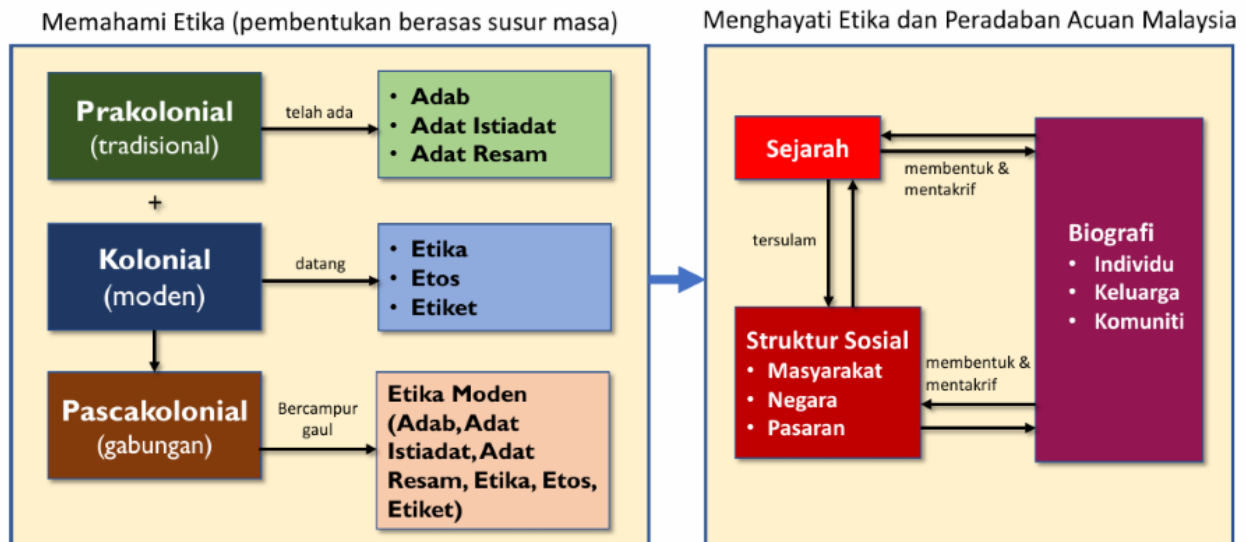 Memahami Etika (pembentukan berasas susur masa)
Prakolonial
(tradisional)
telah ada
• Adab
• Adat Istiadat
• Adat Resam
+
Kolonial
(moden)
datang
• Etika
• Etos
• Etiket
Pascakolonial
(gabungan)
Bercampur
gaul
Etika Moden
(Adab, Adat
Istiadat, Adat
Resam, Etika, Etos,
Etiket)
Menghayati Etika dan Peradaban Acuan Malaysia
Sejarah
membentuk &
mentakrif
tersulam
Biografi
• Individu
• Keluarga
• Komuniti
Struktur Sosial
• Masyarakat
• Negara
• Pasaran
membentuk &
mentakrif